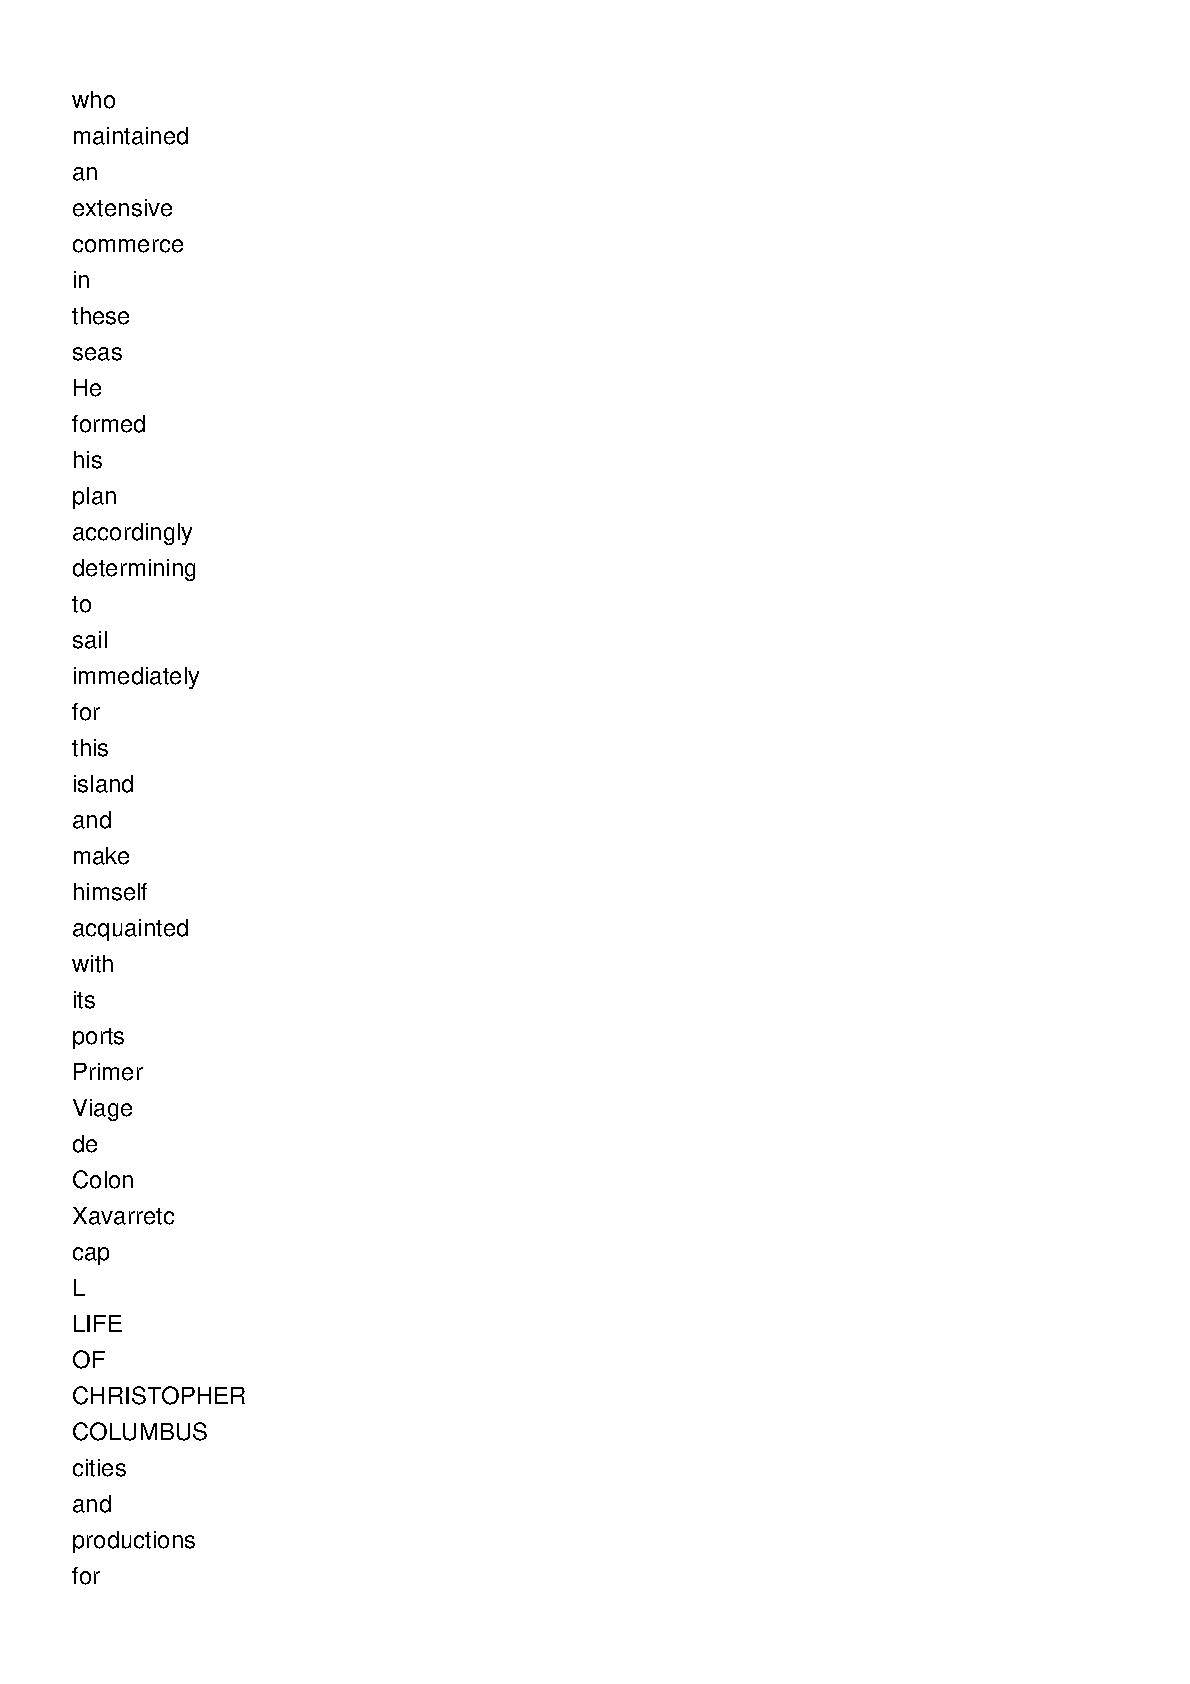 who
maintained
an
extensive
commerce
in
these
seas
He
formed
his
plan
accordingly
determining
to
sail
immediately
for
this
island
and
make
himself
acquainted
with
its
ports
Primer
Viage
de
Colon
Xavarretc
cap
L
LIFE
OF
CHRISTOPHER
COLUMBUS
cities
and
productions
for